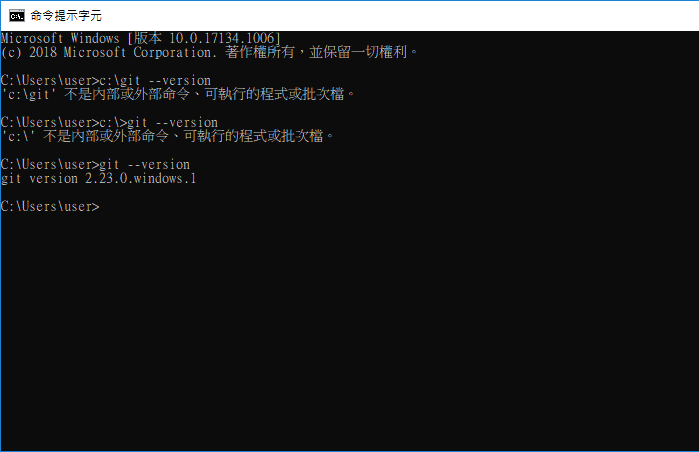 命令提示字元
Microsoft Windows [版本 10.0.17134.1006]
(c) 2018 Microsoft Corporation. 著作權所有，並保留一切權利。
C:\Users\user>c:\git --version
'c:\git' 不是內部或外部命令、可執行的程式或批次檔。
C:\Users\user>c:\>git --version
'c:\' 不是內部或外部命令、可執行的程式或批次檔。
C:\Users\user>git --version
git version 2.23.0.windows.1
C:\Users\user>